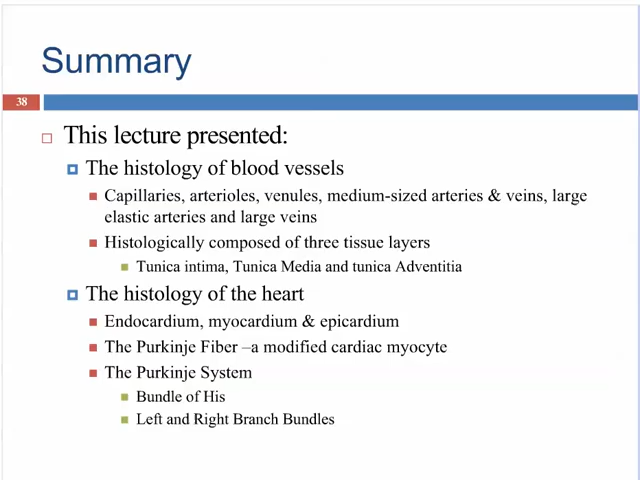 Summary
38
This lecture presented:
The histology of blood vessels
Capillaries, arterioles, venules, medium-sized arteries & veins, large
elastic arteries and large veins
Histologically composed of three tissue layers
Tunica intima, Tunica Media and tunica Adventitia
The histology of the heart
Endocardium, myocardium & epicardium
The Purkinje Fiber –a modified cardiac myocyte
The Purkinje System
Bundle of His
Left and Right Branch Bundles